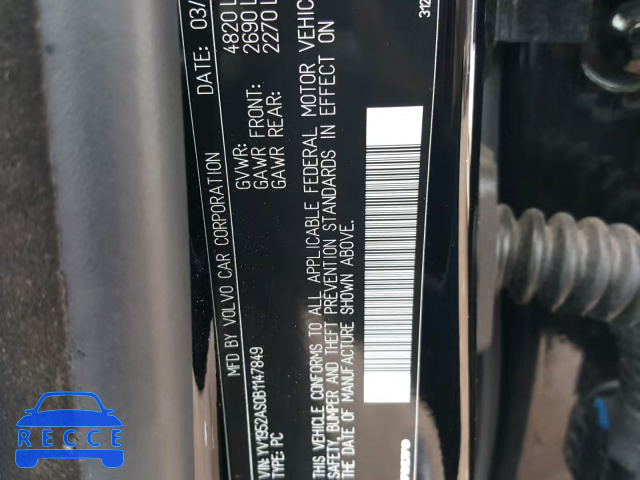 MFD BY VOLVO CAR CORPORATION DATE: 03/
GVWR: 4820 L
GAWR FRONT: 2690 L
GAWR REAR: 2270 L
VIN: YV1952AS0B1147849
TYPE: PC
THIS VEHICLE CONFORMS TO ALL APPLICABLE FEDERAL MOTOR VEHIC
SAFETY, BUMPER AND THEFT PREVENTION STANDARDS IN EFFECT ON
THE DATE OF MANUFACTURE SHOWN ABOVE.
312
RECCE